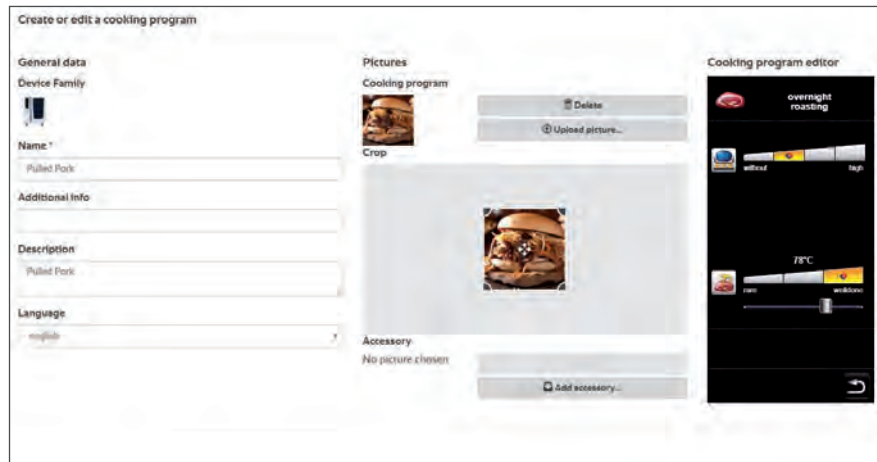 Create or edit a cooking program
General data
Device Family
Name *
Pulled Pork
Additional info
Description
Pulled Pork
Language
english
Pictures
Cooking program
Delete
Upload picture...
Crop
Accessory
No picture chosen
Add accessory...
Cooking program editor
overnight
roasting
without high
78°C
rare welldone